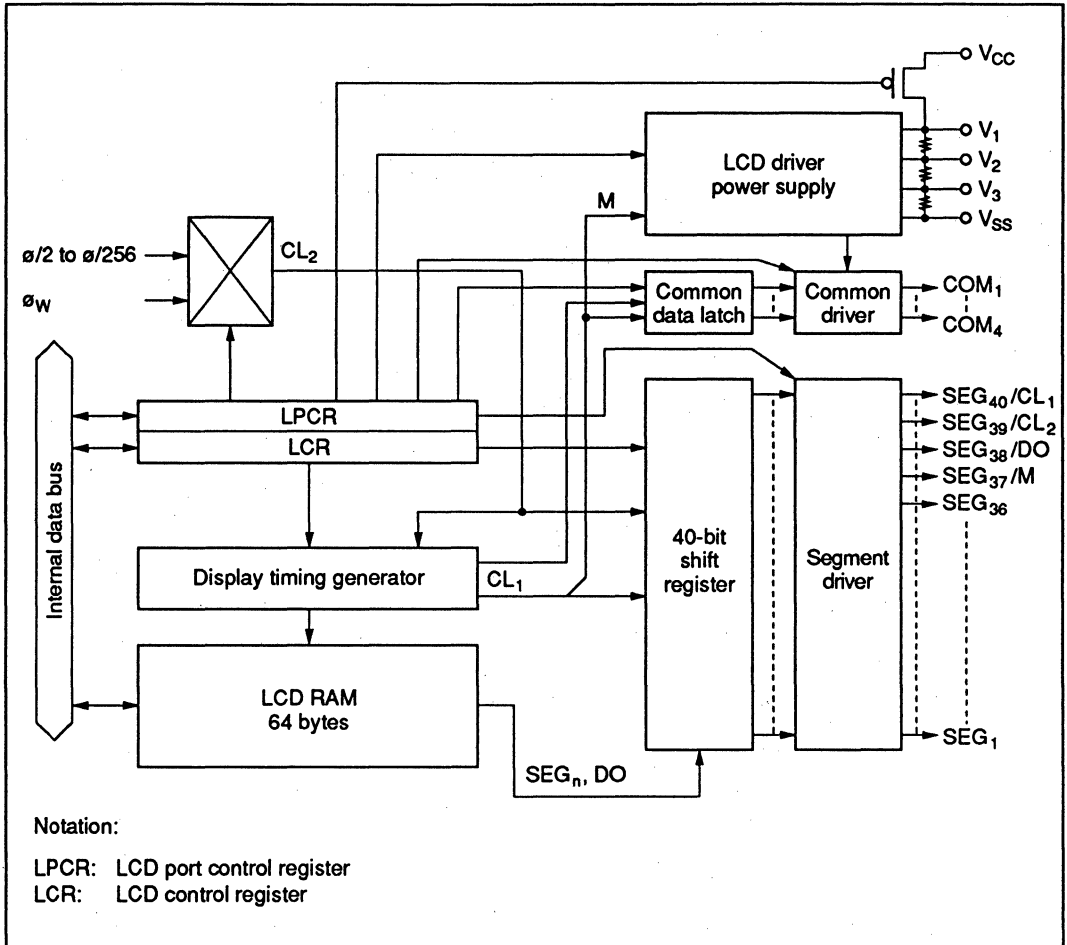 V_CC
V₁
LCD driver
power supply
V₂
V₃
M
V_SS
ø/2 to ø/256
CL₂
ø_W
Common
data latch
Common
driver
COM₁
COM₄
Internal data bus
LPCR
LCR
SEG₄₀/CL₁
SEG₃₉/CL₂
SEG₃₈/DO
SEG₃₇/M
SEG₃₆
40-bit
shift
register
Segment
driver
Display timing generator
CL₁
LCD RAM
64 bytes
SEG₁
SEGₙ, DO
Notation:
LPCR: LCD port control register
LCR: LCD control register